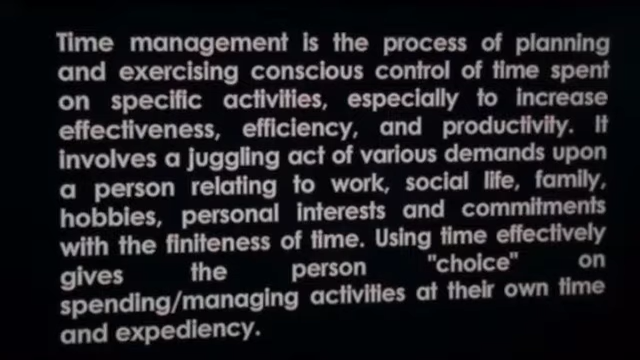 Time management is the process of planning
and exercising conscious control of time spent
on specific activities, especially to increase
effectiveness, efficiency, and productivity. It
involves a juggling act of various demands upon
a person relating to work, social life, family,
hobbies, personal interests and commitments
with the finiteness of time. Using time effectively
gives the person "choice" on
spending/managing activities at their own time
and expediency.